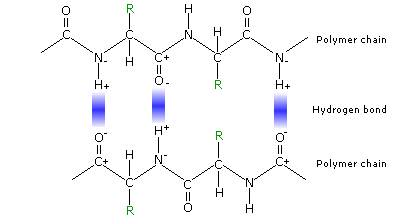 O R H O
C C N C Polymer chain
N- H C+ C N-
H+ O- R H+
Hydrogen bond
O- H+ R O-
C+ H N- C C+ Polymer chain
C C H N
R O H